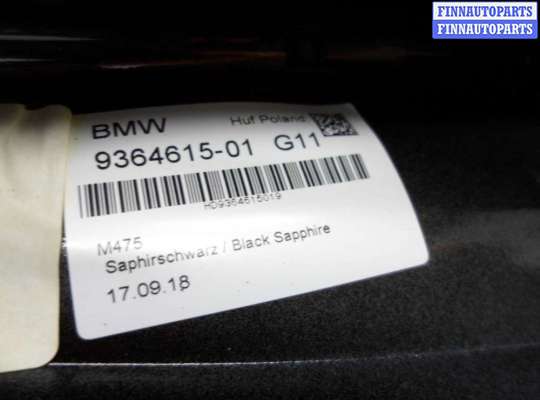 FINNAUTOPARTS
FINNAUTOPARTS
BMW Huf Poland
9364615-01 G11
HD9364615019
M475
Saphirschwarz / Black Sapphire
17.09.18